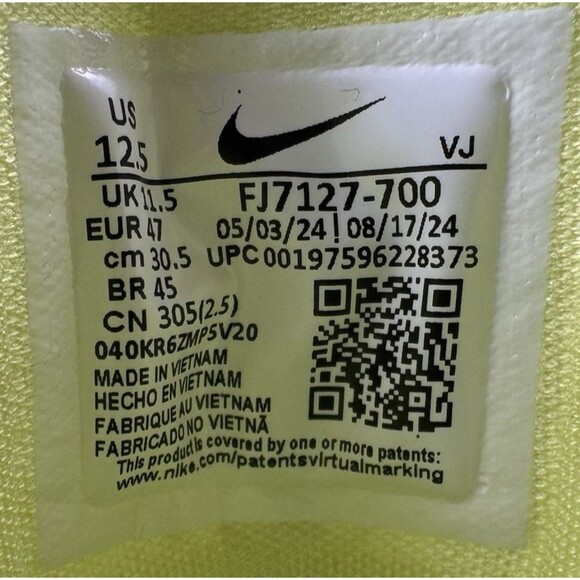 US
12.5 VJ
UK 11.5 FJ7127-700
EUR 47 05/03/24 | 08/17/24
cm 30.5 UPC 00197596228373
BR 45
CN 305(2.5)
040KR6ZMP5V20
MADE IN VIETNAM
HECHO EN VIETNAM
FABRIQUE AU VIETNAM
FABRICADO NO VIETNÃ
This product is covered by one or more patents:
www.nike.com/patentsvirtualmarking